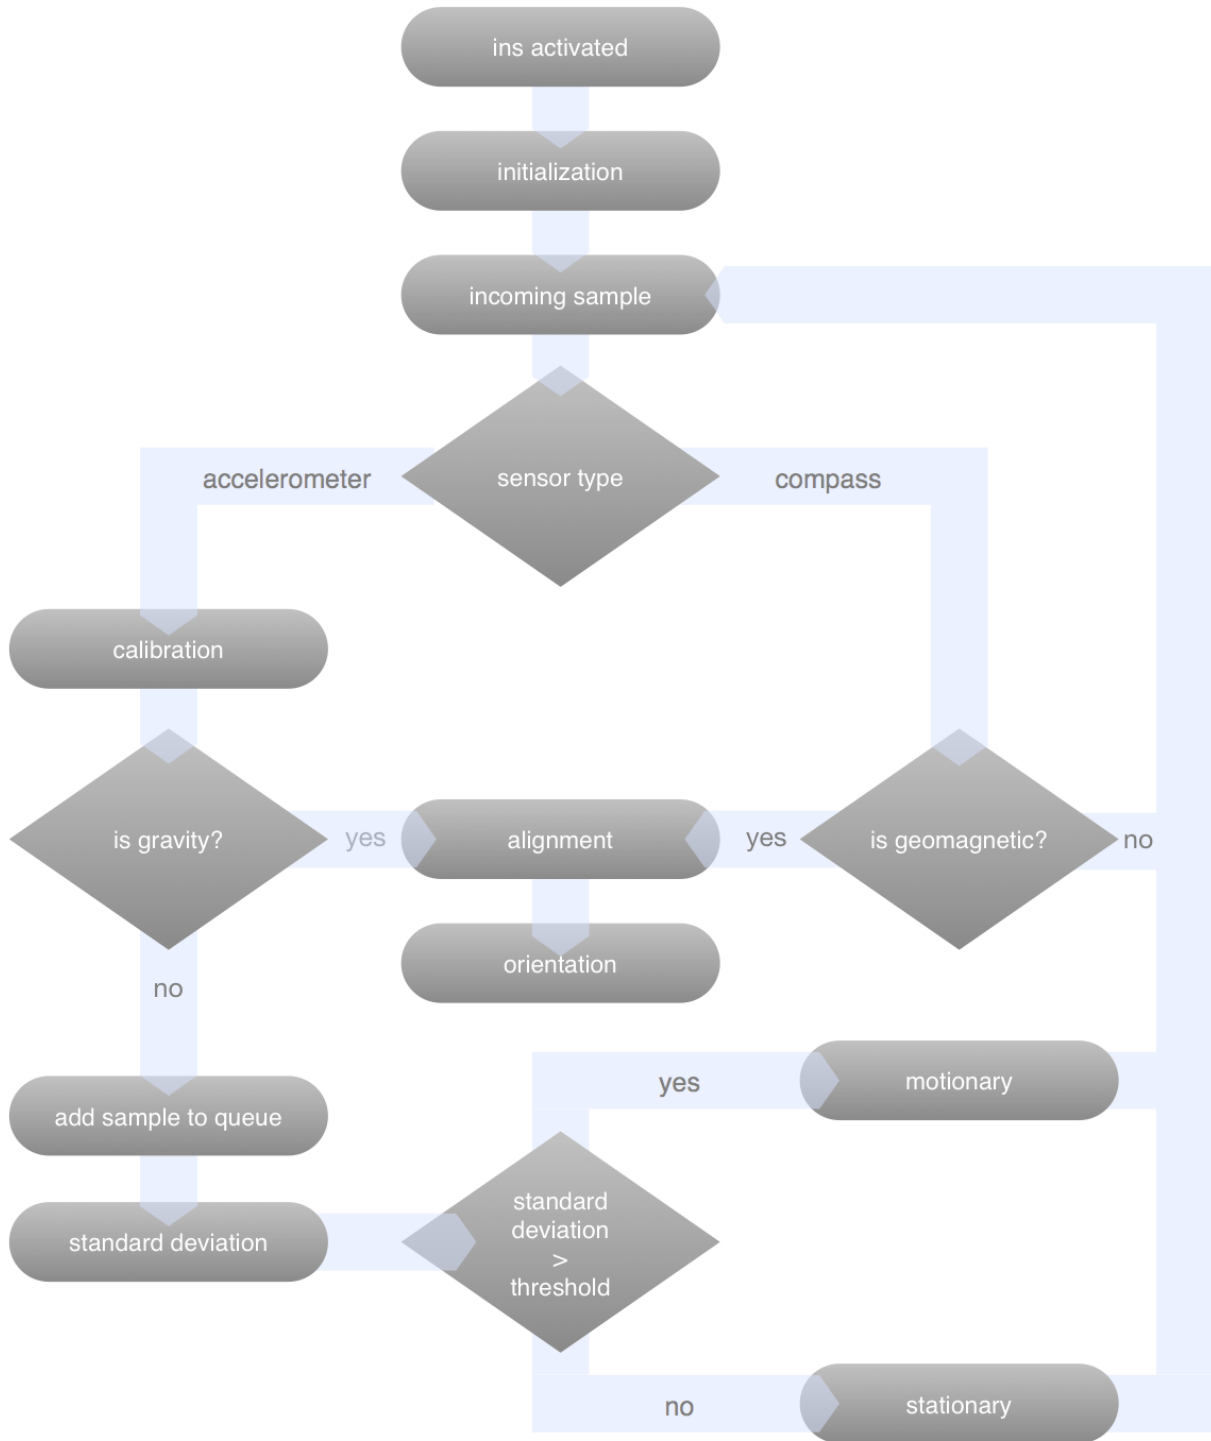 ins activated
initialization
incoming sample
accelerometer
sensor type
compass
calibration
is gravity?
yes
alignment
yes
is geomagnetic?
no
orientation
no
yes
motionary
add sample to queue
standard deviation
standard
deviation
>
threshold
no
stationary